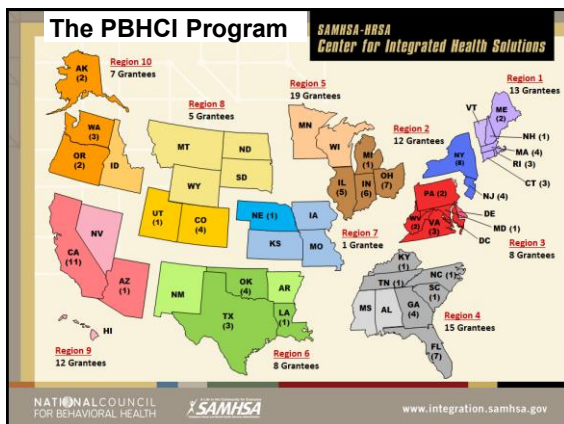 The PBHCI Program
SAMHSA-HRSA
Center for Integrated Health Solutions
Region 10
7 Grantees
AK
(2)
WA
(3)
OR
(2)
ID
Region 8
5 Grantees
MT
ND
SD
WY
UT
(1)
CO
(4)
Region 5
19 Grantees
MN
WI
MI
(1)
IL
(5)
IN
(6)
OH
(7)
Region 2
12 Grantees
NY
(8)
NJ (4)
Region 1
13 Grantees
VT
ME
(2)
NH (1)
MA (4)
RI (3)
CT (3)
PA (2)
WV
(2)
VA
(3)
DE
MD (1)
DC
Region 3
8 Grantees
NE (1)
IA
KS
MO
Region 7
1 Grantee
CA
(11)
NV
AZ
(1)
HI
Region 9
12 Grantees
NM
OK
(4)
AR
TX
(3)
LA
(1)
Region 6
8 Grantees
KY
(1)
TN (1)
NC (1)
SC
(1)
MS
AL
GA
(4)
FL
(7)
Region 4
15 Grantees
NATIONAL COUNCIL
FOR BEHAVIORAL HEALTH
SAMHSA
www.integration.samhsa.gov